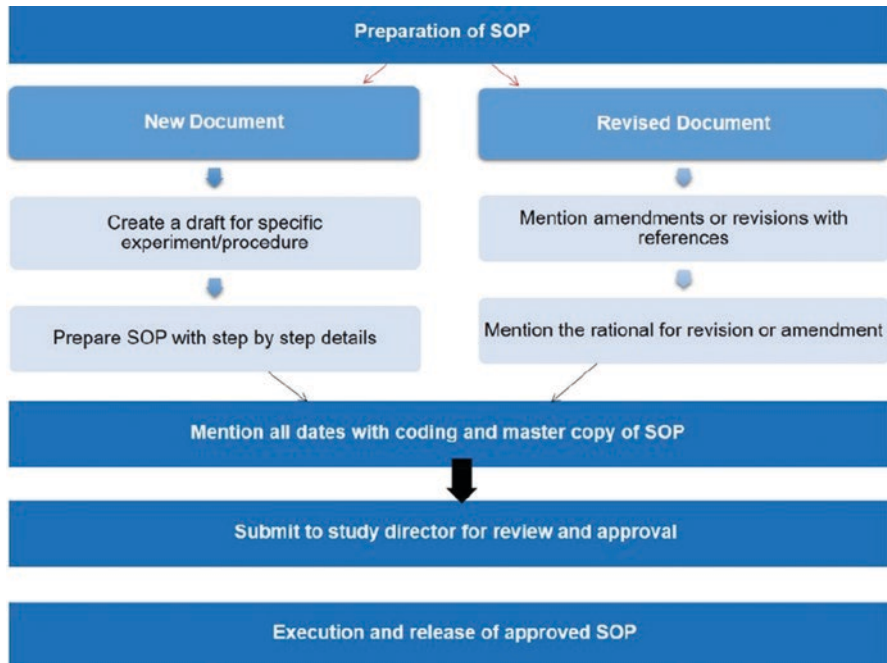 Preparation of SOP
New Document
Revised Document
Create a draft for specific
experiment/procedure
Mention amendments or revisions with
references
Prepare SOP with step by step details
Mention the rational for revision or amendment
Mention all dates with coding and master copy of SOP
Submit to study director for review and approval
Execution and release of approved SOP